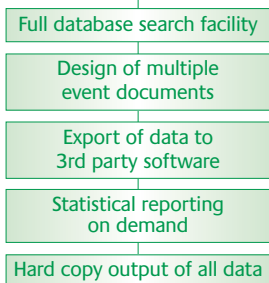 Full database search facility
Design of multiple
event documents
Export of data to
3rd party software
Statistical reporting
on demand
Hard copy output of all data